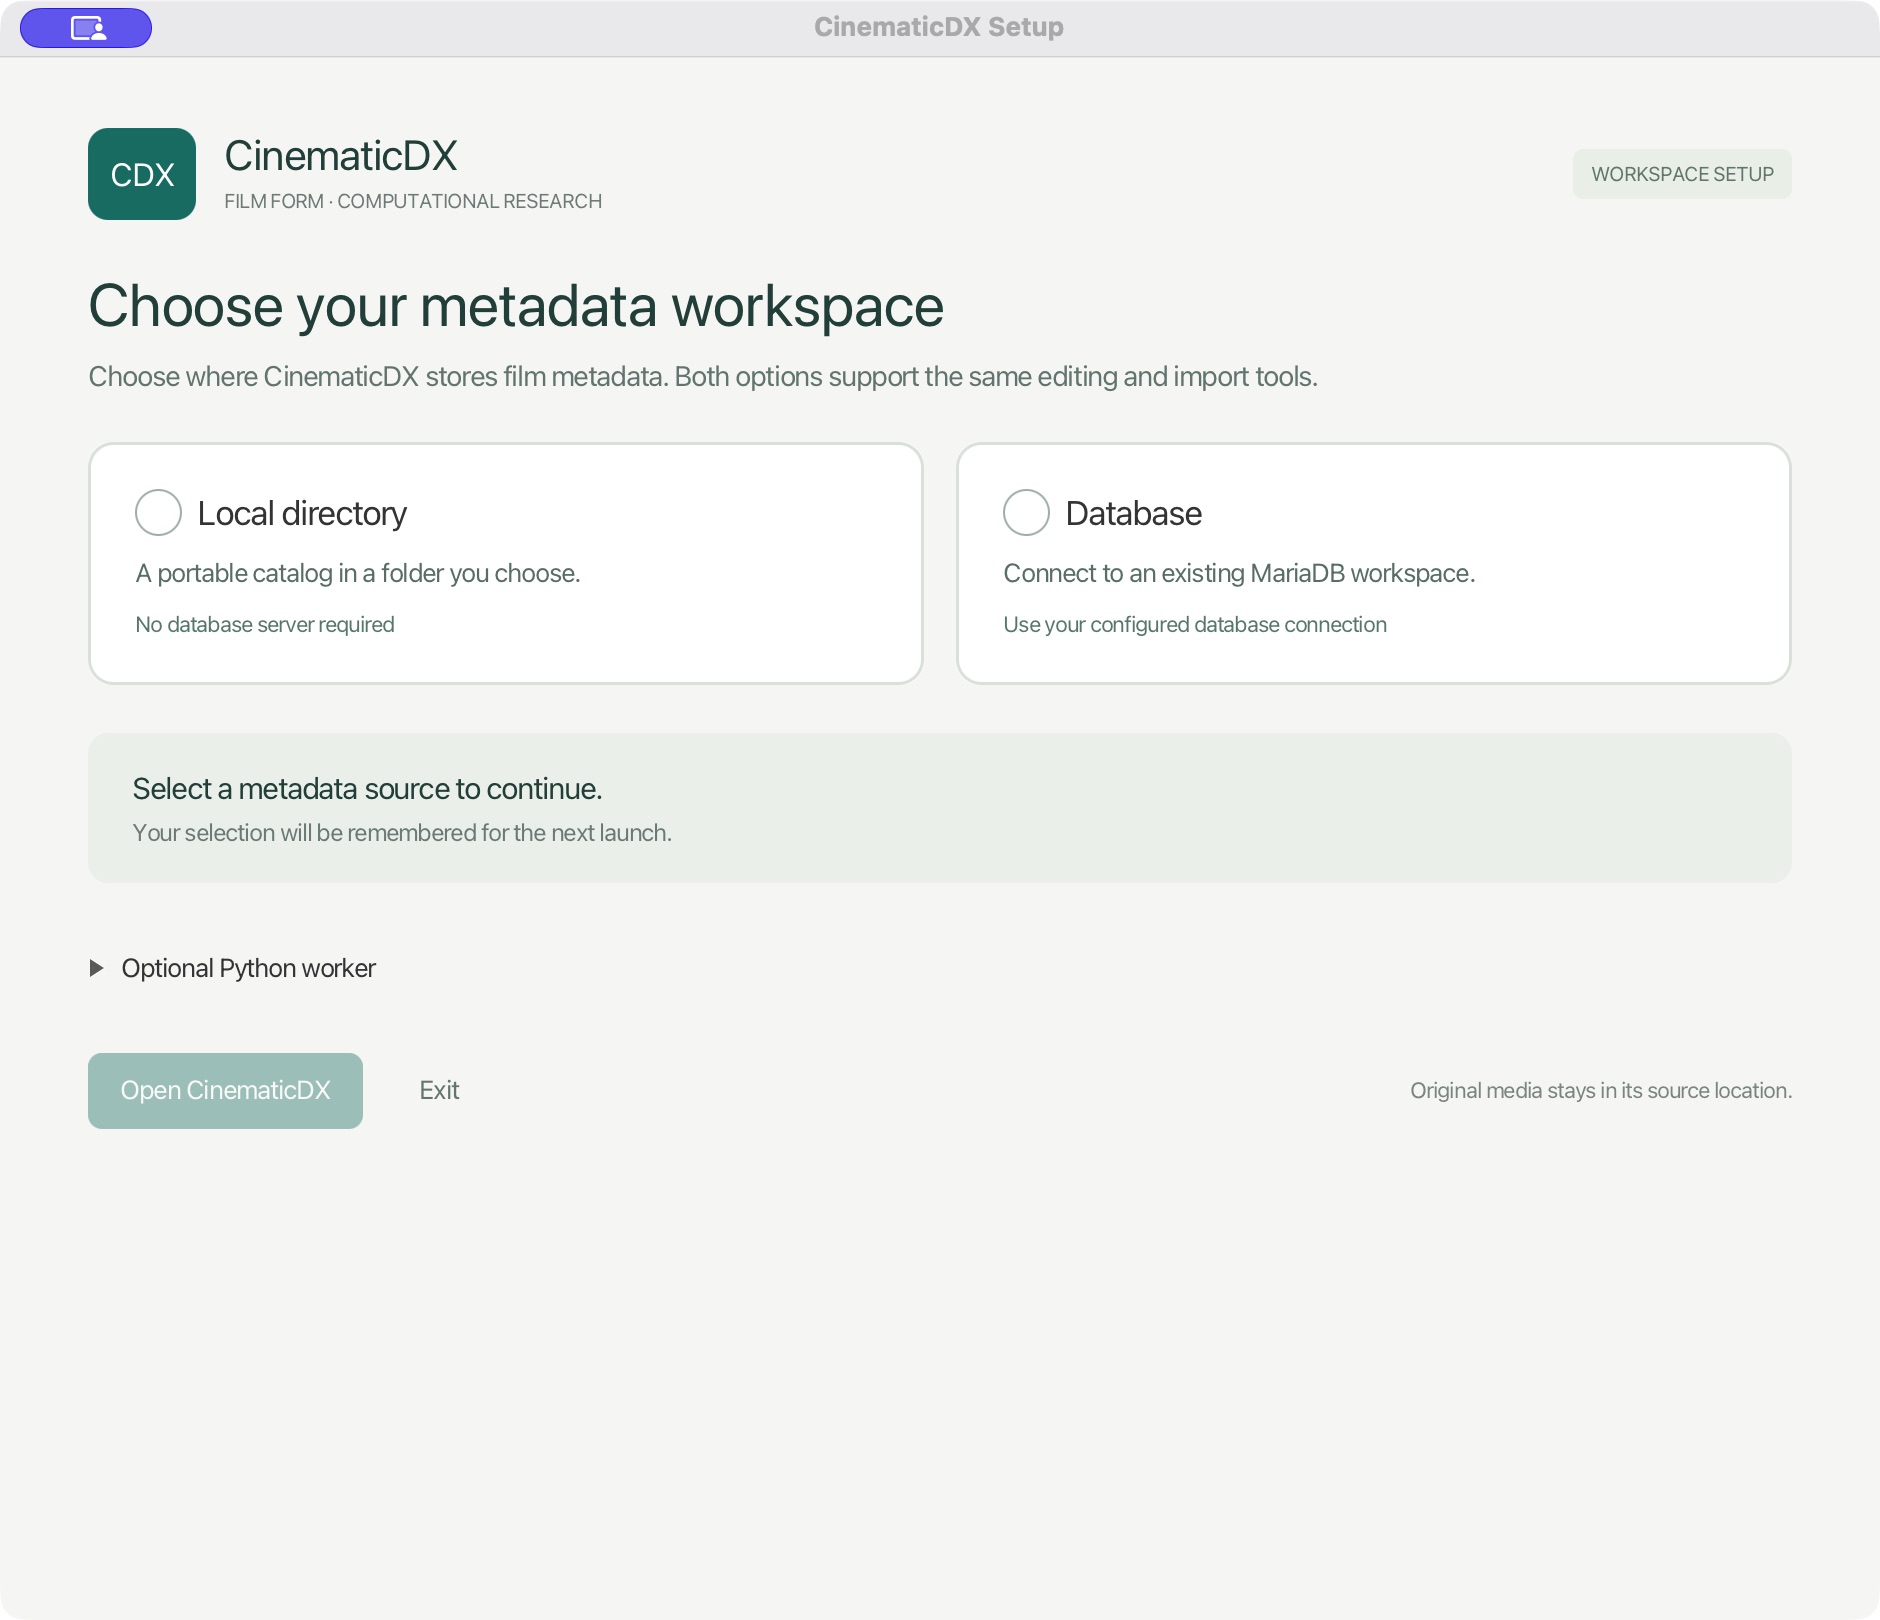 CinematicDX Setup
CDX
CinematicDX
FILM FORM · COMPUTATIONAL RESEARCH
WORKSPACE SETUP
Choose your metadata workspace
Choose where CinematicDX stores film metadata. Both options support the same editing and import tools.
Local directory
A portable catalog in a folder you choose.
No database server required
Database
Connect to an existing MariaDB workspace.
Use your configured database connection
Select a metadata source to continue.
Your selection will be remembered for the next launch.
Optional Python worker
Open CinematicDX
Exit
Original media stays in its source location.